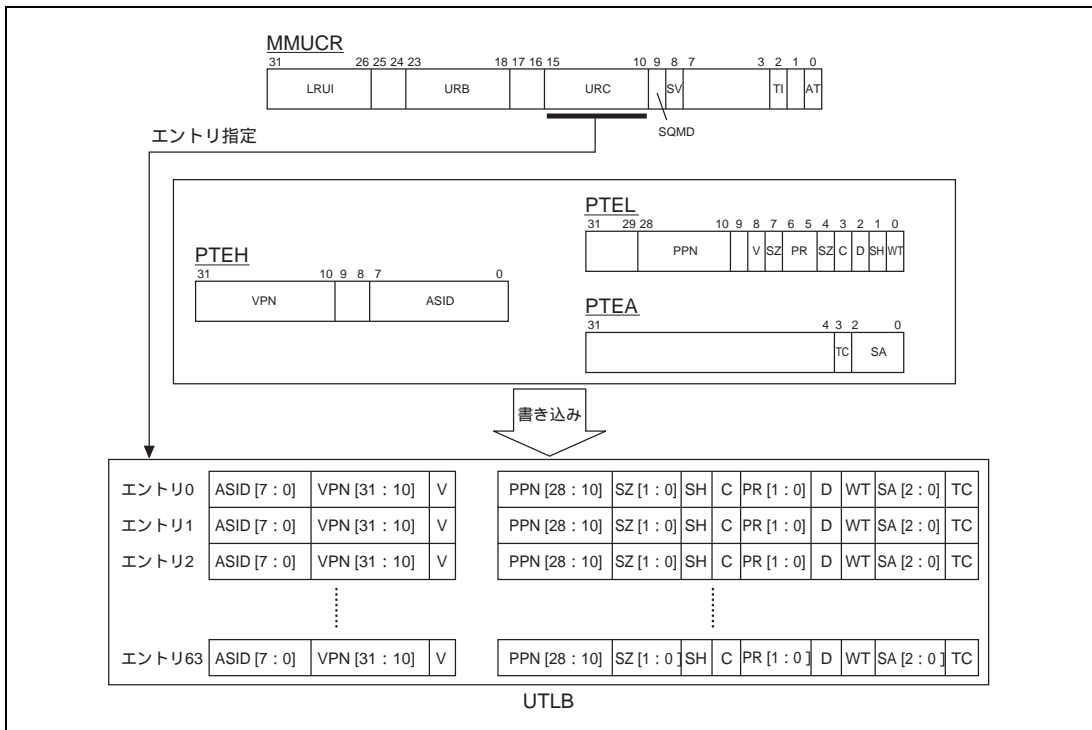 MMUCR
31 26 25 24 23 18 17 16 15 10 9 8 7 3 2 1 0
LRUI URB URC SV TI AT
SQMD
エントリ指定
PTEL
31 29 28 10 9 8 7 6 5 4 3 2 1 0
PPN V SZ PR SZ C D SH WT
PTEH
31 10 9 8 7 0
VPN ASID
PTEA
31 4 3 2 0
TC SA
書き込み
エントリ0 ASID [7 : 0] VPN [31 : 10] V PPN [28 : 10] SZ [1 : 0] SH C PR [1 : 0] D WT SA [2 : 0] TC
エントリ1 ASID [7 : 0] VPN [31 : 10] V PPN [28 : 10] SZ [1 : 0] SH C PR [1 : 0] D WT SA [2 : 0] TC
エントリ2 ASID [7 : 0] VPN [31 : 10] V PPN [28 : 10] SZ [1 : 0] SH C PR [1 : 0] D WT SA [2 : 0] TC
エントリ63 ASID [7 : 0] VPN [31 : 10] V PPN [28 : 10] SZ [1 : 0] SH C PR [1 : 0] D WT SA [2 : 0] TC
UTLB